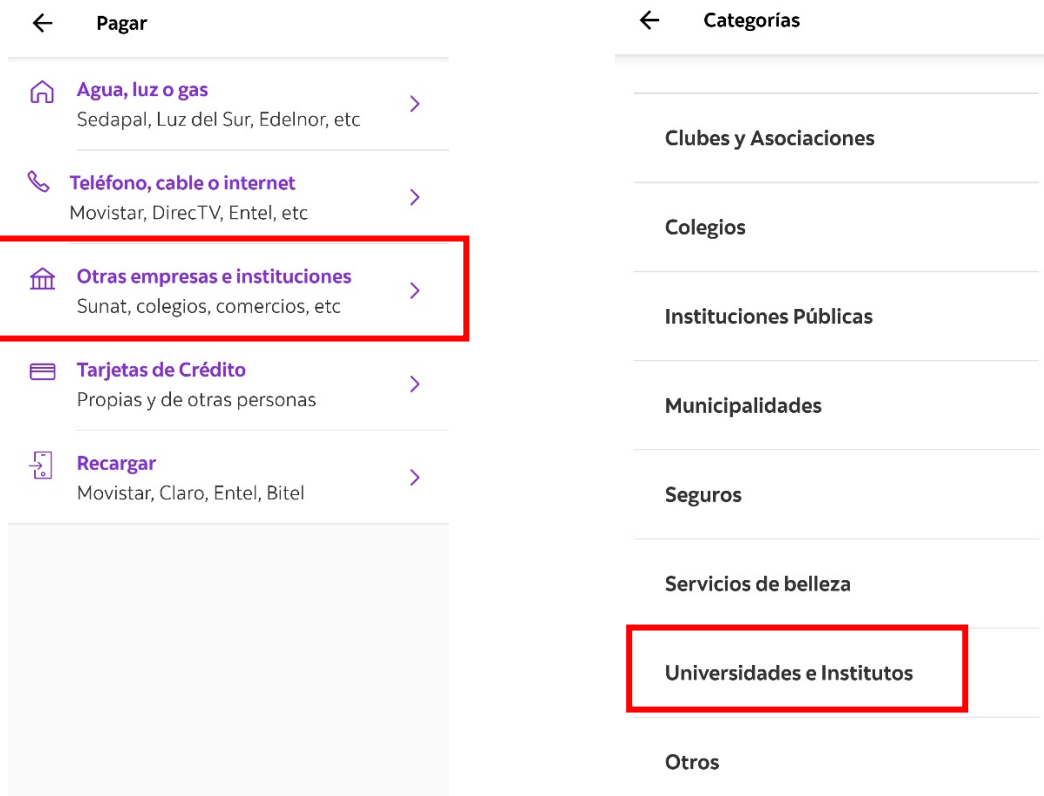 Pagar
Agua, luz o gas
Sedapal, Luz del Sur, Edelnor, etc
Teléfono, cable o internet
Movistar, DirecTV, Entel, etc
Otras empresas e instituciones
Sunat, colegios, comercios, etc
Tarjetas de Crédito
Propias y de otras personas
Recargar
Movistar, Claro, Entel, Bitel
Categorías
Clubes y Asociaciones
Colegios
Instituciones Públicas
Municipalidades
Seguros
Servicios de belleza
Universidades e Institutos
Otros